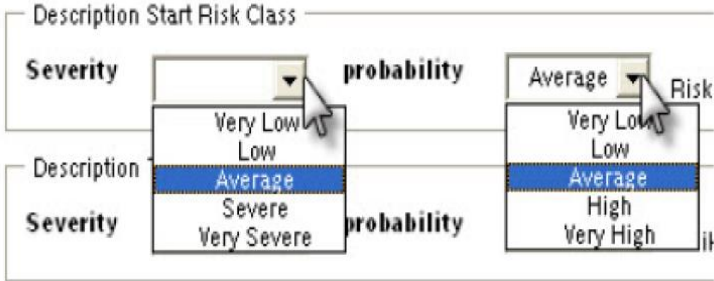 Description Start Risk Class
Severity probability Average Risk
Very Low Very Low
Low Low
Description Average Average
Severe High
Severity Very Severe probability Very High